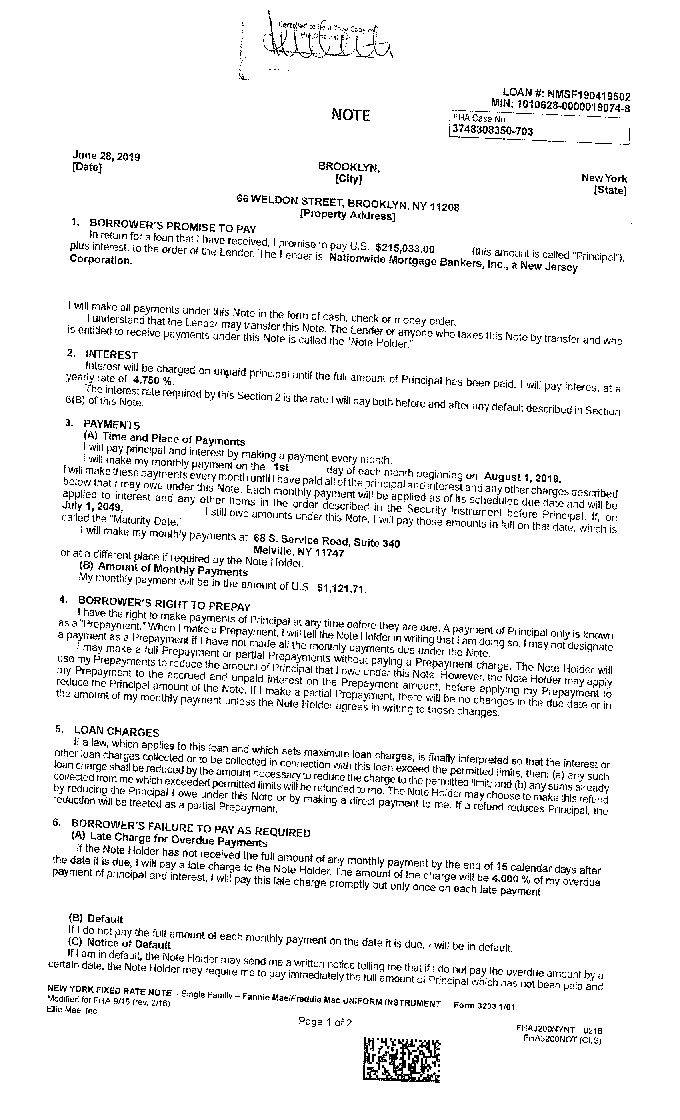 Certified to be a True Copy of
LOAN #: NMSF190419502
MIN: 1010628-0000019074-8
NOTE
FHA Case No.
3748303350-703
June 28, 2019
[Date]
BROOKLYN,
[City]
New York
[State]
66 WELDON STREET, BROOKLYN, NY 11208
[Property Address]
1. BORROWER'S PROMISE TO PAY
In return for a loan that I have received, I promise to pay U.S. $215,033.00 (this amount is called "Principal"),
plus interest, to the order of the Lender. The Lender is Nationwide Mortgage Bankers, Inc., a New Jersey
Corporation.
I will make all payments under this Note in the form of cash, check or money order.
I understand that the Lender may transfer this Note. The Lender or anyone who takes this Note by transfer and who
is entitled to receive payments under this Note is called the "Note Holder."
2. INTEREST
Interest will be charged on unpaid principal until the full amount of Principal has been paid. I will pay interest at a
yearly rate of 4.750 %.
The interest rate required by this Section 2 is the rate I will pay both before and after any default described in Section
6(B) of this Note.
3. PAYMENTS
(A) Time and Place of Payments
I will pay principal and interest by making a payment every month.
I will make my monthly payment on the 1st day of each month beginning on August 1, 2019.
I will make these payments every month until I have paid all of the principal and interest and any other charges described
below that I may owe under this Note. Each monthly payment will be applied as of its scheduled due date and will be
applied to interest and any other items in the order described in the Security Instrument before Principal. If, on
July 1, 2049, I still owe amounts under this Note, I will pay those amounts in full on that date, which is
called the "Maturity Date."
I will make my monthly payments at 68 S. Service Road, Suite 340
Melville, NY 11747
or at a different place if required by the Note Holder.
(B) Amount of Monthly Payments
My monthly payment will be in the amount of U.S. $1,121.71.
4. BORROWER'S RIGHT TO PREPAY
I have the right to make payments of Principal at any time before they are due. A payment of Principal only is known
as a "Prepayment." When I make a Prepayment, I will tell the Note Holder in writing that I am doing so. I may not designate
a payment as a Prepayment if I have not made all the monthly payments due under the Note.
I may make a full Prepayment or partial Prepayments without paying a Prepayment charge. The Note Holder will
use my Prepayments to reduce the amount of Principal that I owe under this Note. However, the Note Holder may apply
my Prepayment to the accrued and unpaid interest on the Prepayment amount, before applying my Prepayment to
reduce the Principal amount of the Note. If I make a partial Prepayment, there will be no changes in the due date or in
the amount of my monthly payment unless the Note Holder agrees in writing to those changes.
5. LOAN CHARGES
If a law, which applies to this loan and which sets maximum loan charges, is finally interpreted so that the interest or
other loan charges collected or to be collected in connection with this loan exceed the permitted limits, then: (a) any such
loan charge shall be reduced by the amount necessary to reduce the charge to the permitted limit; and (b) any sums already
collected from me which exceeded permitted limits will be refunded to me. The Note Holder may choose to make this refund
by reducing the Principal I owe under this Note or by making a direct payment to me. If a refund reduces Principal, the
reduction will be treated as a partial Prepayment.
6. BORROWER'S FAILURE TO PAY AS REQUIRED
(A) Late Charge for Overdue Payments
If the Note Holder has not received the full amount of any monthly payment by the end of 15 calendar days after
the date it is due, I will pay a late charge to the Note Holder. The amount of the charge will be 4.000 % of my overdue
payment of principal and interest. I will pay this late charge promptly but only once on each late payment.
(B) Default
If I do not pay the full amount of each monthly payment on the date it is due, I will be in default.
(C) Notice of Default
If I am in default, the Note Holder may send me a written notice telling me that if I do not pay the overdue amount by a
certain date, the Note Holder may require me to pay immediately the full amount of Principal which has not been paid and
NEW YORK FIXED RATE NOTE - Single Family - Fannie Mae/Freddie Mac UNIFORM INSTRUMENT Form 3233 1/01
Modified for FHA 9/15 (rev. 2/16)
Ellie Mae, Inc.
Page 1 of 2
FHA3200NYNT 0216
FHA3200NOT (CLS)